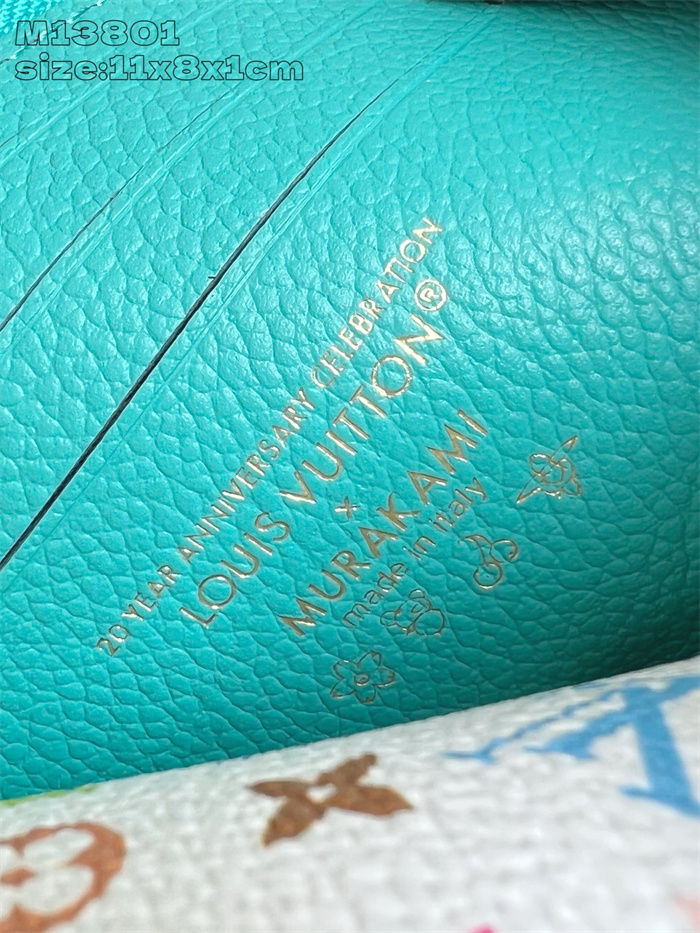 M13801
size:11x8x1cm
20 YEAR ANNIVERSARY CELEBRATION
LOUIS VUITTON®
x
MURAKAMI
made in italy